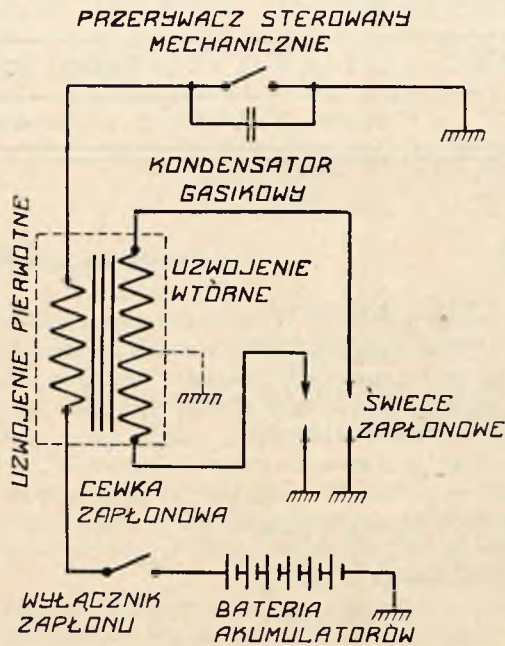 PRZERYWACZ STEROWANY
MECHANICZNIE
KONDENSATOR
GASIKOWY
UZWOJENIE PIERWOTNE
UZWOJENIE
WTÓRNE
ŚWIECE
ZAPŁONOWE
CEWKA
ZAPŁONOWA
WYŁĄCZNIK
ZAPŁONU
BATERIA
AKUMULATORÓW